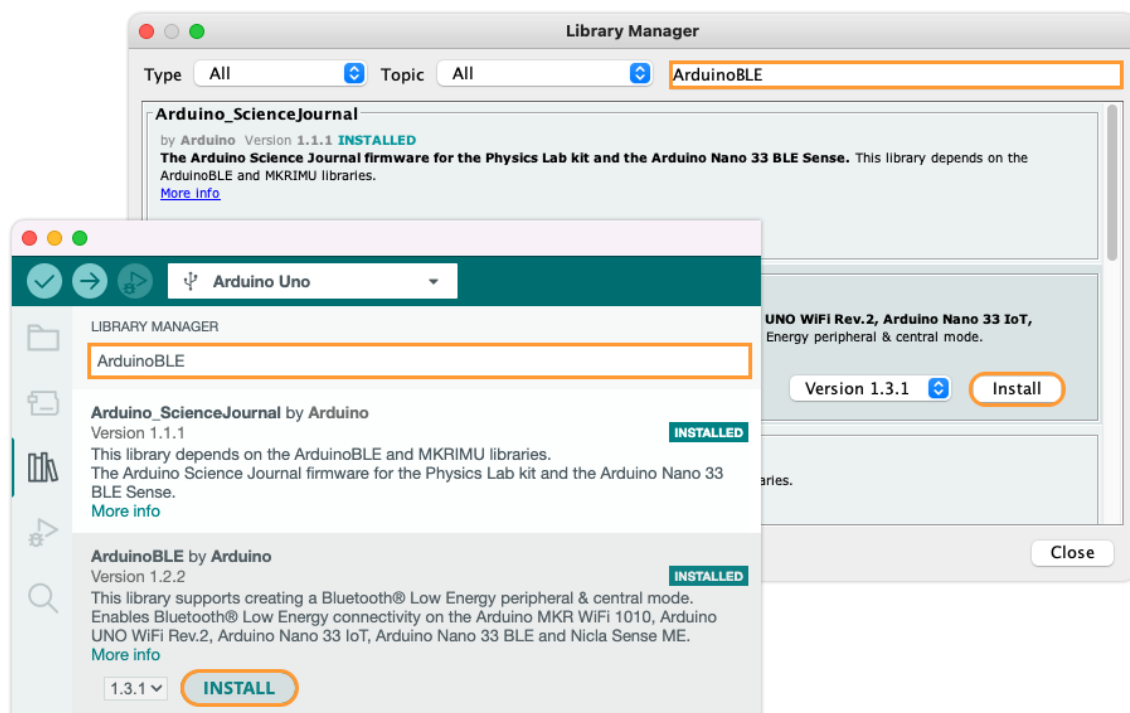 Library Manager
Type All Topic All ArduinoBLE
Arduino_ScienceJournal
by Arduino Version 1.1.1 INSTALLED
The Arduino Science Journal firmware for the Physics Lab kit and the Arduino Nano 33 BLE Sense. This library depends on the
ArduinoBLE and MKRIMU libraries.
More info
UNO WiFi Rev.2, Arduino Nano 33 IoT,
Energy peripheral & central mode.
Version 1.3.1 Install
Close
Arduino Uno
LIBRARY MANAGER
ArduinoBLE
Arduino_ScienceJournal by Arduino
Version 1.1.1
INSTALLED
This library depends on the ArduinoBLE and MKRIMU libraries.
The Arduino Science Journal firmware for the Physics Lab kit and the Arduino Nano 33
BLE Sense.
More info
ArduinoBLE by Arduino
Version 1.2.2
INSTALLED
This library supports creating a Bluetooth® Low Energy peripheral & central mode.
Enables Bluetooth® Low Energy connectivity on the Arduino MKR WiFi 1010, Arduino
UNO WiFi Rev.2, Arduino Nano 33 IoT, Arduino Nano 33 BLE and Nicla Sense ME.
More info
1.3.1 INSTALL